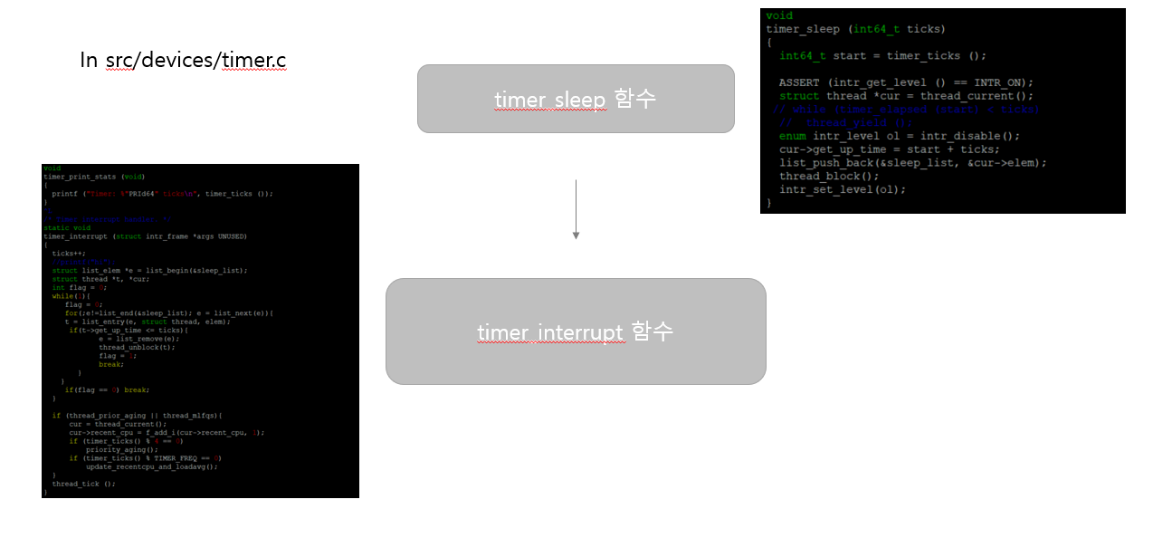 In src/devices/timer.c
timer_sleep 함수
void
timer_sleep (int64_t ticks)
{
int64_t start = timer_ticks ();
ASSERT (intr_get_level () == INTR_ON);
struct thread *cur = thread_current();
// while (timer_elapsed (start) < ticks)
//  thread_yield ();
enum intr_level ol = intr_disable();
cur->get_up_time = start + ticks;
list_push_back(&sleep_list, &cur->elem);
thread_block();
intr_set_level(ol);
}
void
timer_print_stats (void)
{
printf ("Timer: %"PRId64" ticks\n", timer_ticks ());
}
/* Timer interrupt handler. */
static void
timer_interrupt (struct intr_frame *args UNUSED)
{
ticks++;
struct list_elem *e = list_begin(&sleep_list);
struct thread *t, *cur;
int flag = 0;
while(1){
flag = 0;
for(;e!=list_end(&sleep_list); e = list_next(e)){
t = list_entry(e, struct thread, elem);
if(t->get_up_time <= ticks){
e = list_remove(e);
thread_unblock(t);
flag = 1;
break;
}
}
if(flag == 0) break;
}
if (thread_prior_aging || thread_mlfqs){
cur = thread_current();
cur->recent_cpu = f_add_i(cur->recent_cpu, 1);
if (timer_ticks() % 4 == 0)
priority_aging();
if (timer_ticks() % TIMER_FREQ == 0)
update_recentcpu_and_loadavg();
}
thread_tick ();
}
timer_interrupt 함수